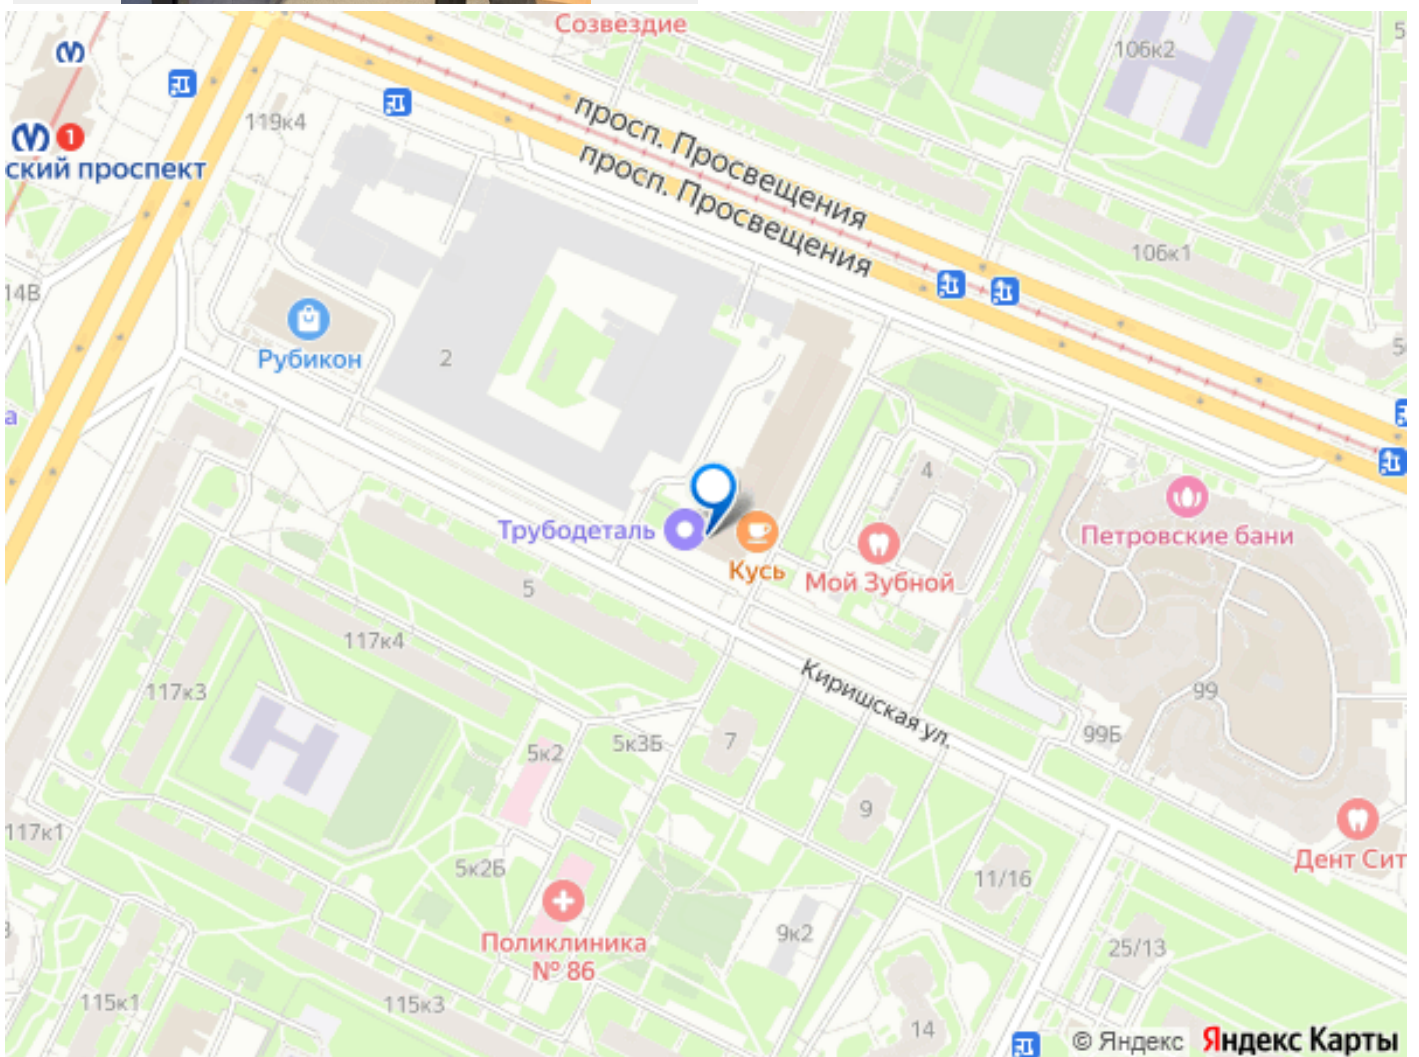 Созвездие
106к2
119к4
1
ский проспект
просп. Просвещения
просп. Просвещения
106к1
14В
Рубикон
2
4
Петровские бани
Трубодеталь
Кусь
Мой Зубной
5
117к4
117к3
Киришская ул.
99
99Б
7
5к2
5к3Б
9
117к1
Дент Сит
5к2Б
11/16
Поликлиника
№ 86
9к2
25/13
115к1
115к3
14
© Яндекс
Яндекс Карты